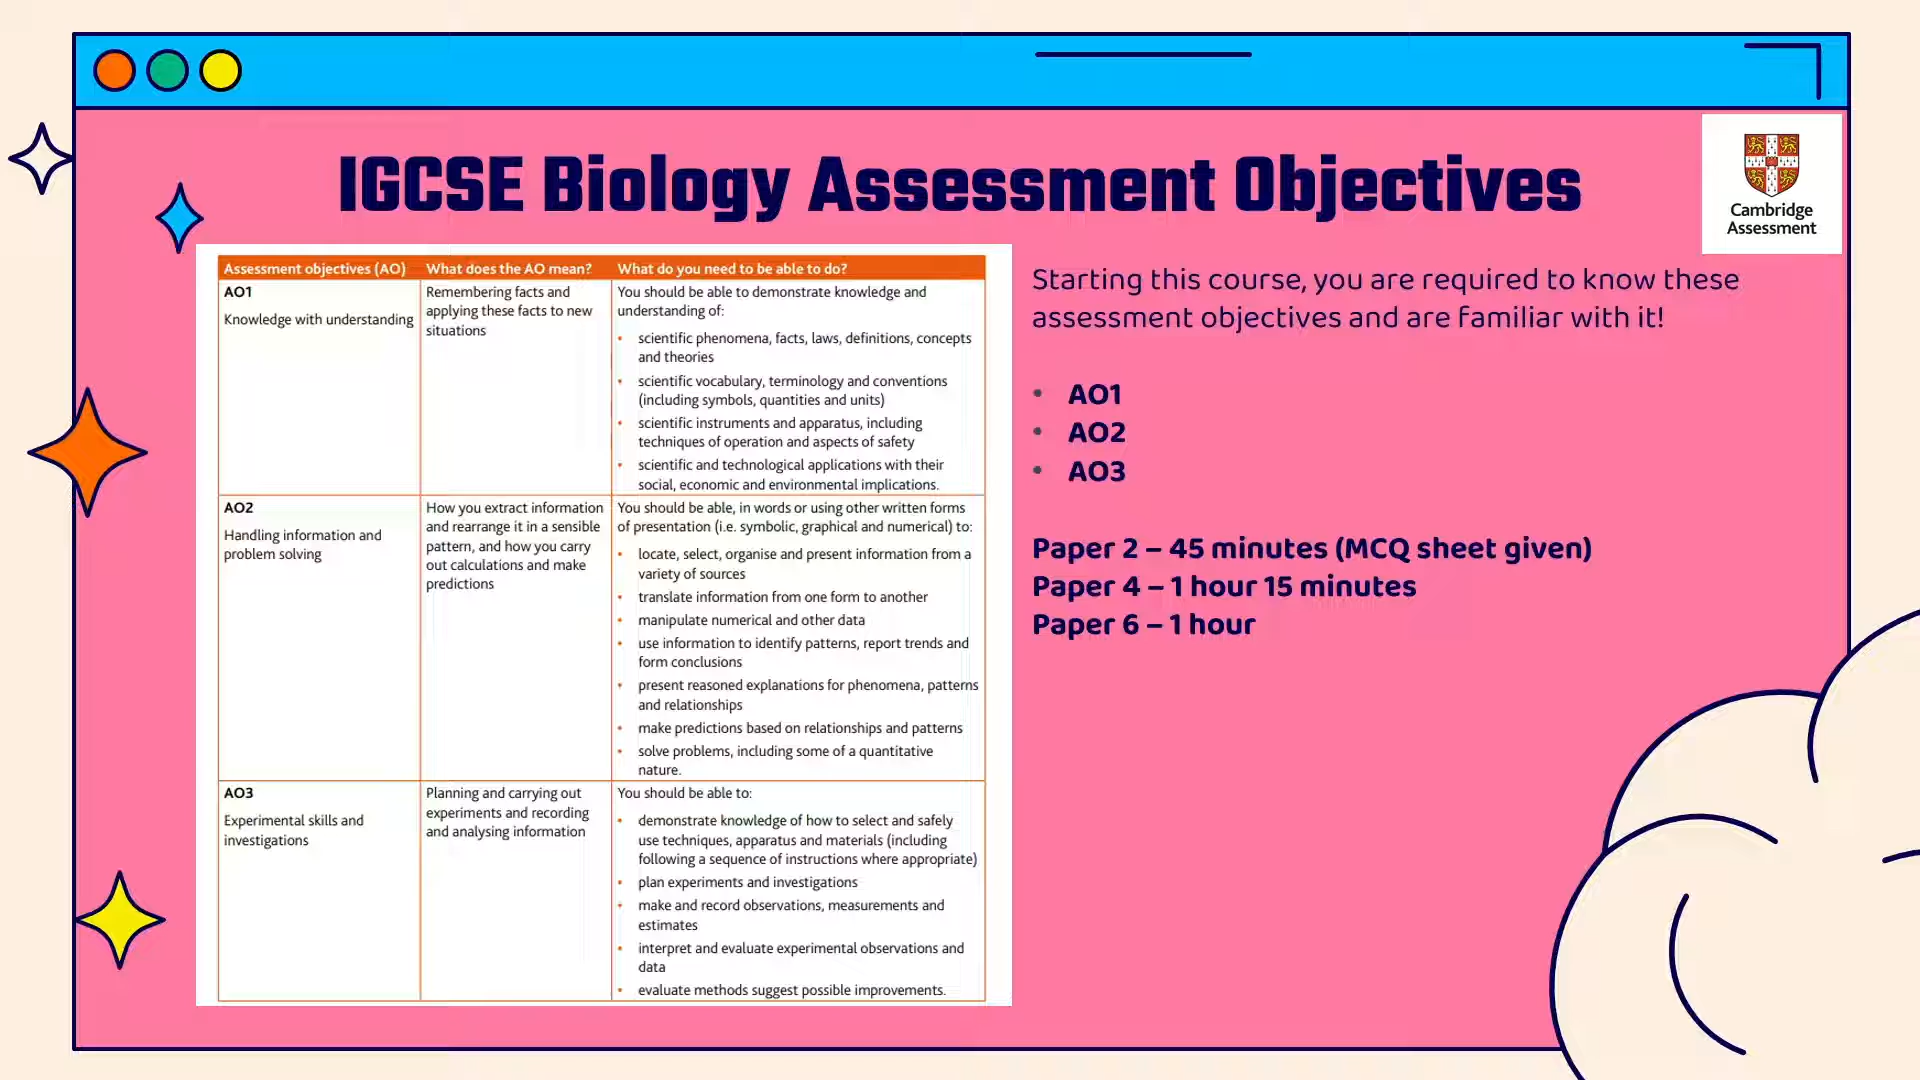 IGCSE Biology Assessment Objectives
Cambridge
Assessment
Assessment objectives (AO) What does the AO mean? What do you need to be able to do?
AO1
Knowledge with understanding
Remembering facts and
applying these facts to new
situations
You should be able to demonstrate knowledge and
understanding of:
• scientific phenomena, facts, laws, definitions, concepts
and theories
• scientific vocabulary, terminology and conventions
(including symbols, quantities and units)
• scientific instruments and apparatus, including
techniques of operation and aspects of safety
• scientific and technological applications with their
social, economic and environmental implications.
AO2
Handling information and
problem solving
How you extract information
and rearrange it in a sensible
pattern, and how you carry
out calculations and make
predictions
You should be able, in words or using other written forms
of presentation (i.e. symbolic, graphical and numerical) to:
• locate, select, organise and present information from a
variety of sources
• translate information from one form to another
• manipulate numerical and other data
• use information to identify patterns, report trends and
form conclusions
• present reasoned explanations for phenomena, patterns
and relationships
• make predictions based on relationships and patterns
• solve problems, including some of a quantitative
nature.
AO3
Experimental skills and
investigations
Planning and carrying out
experiments and recording
and analysing information
You should be able to:
• demonstrate knowledge of how to select and safely
use techniques, apparatus and materials (including
following a sequence of instructions where appropriate)
• plan experiments and investigations
• make and record observations, measurements and
estimates
• interpret and evaluate experimental observations and
data
• evaluate methods suggest possible improvements.
Starting this course, you are required to know these
assessment objectives and are familiar with it!
• AO1
• AO2
• AO3
Paper 2 – 45 minutes (MCQ sheet given)
Paper 4 – 1 hour 15 minutes
Paper 6 – 1 hour